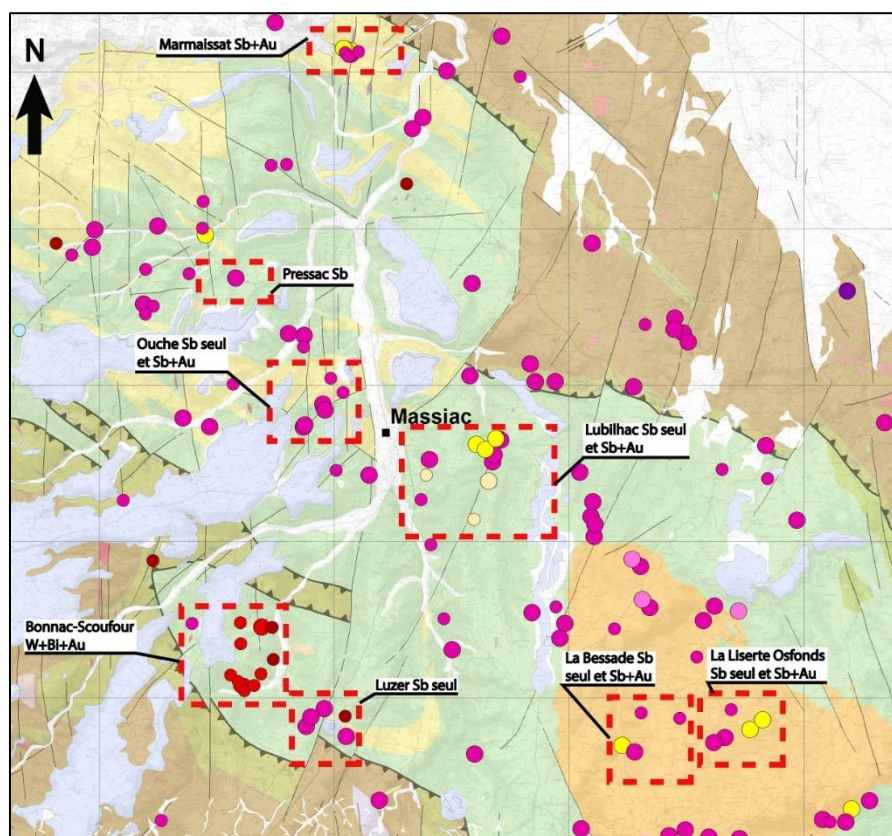 Marmaissat Sb+Au
N
Pressac Sb
Ouche Sb seul
et Sb+Au
Massiac
Lubilhac Sb seul
et Sb+Au
Bonnac-Scoufour
W+Bi+Au
Luzer Sb seul
La Bessade Sb
seul et Sb+Au
La Liserte Osfonds
Sb seul et Sb+Au